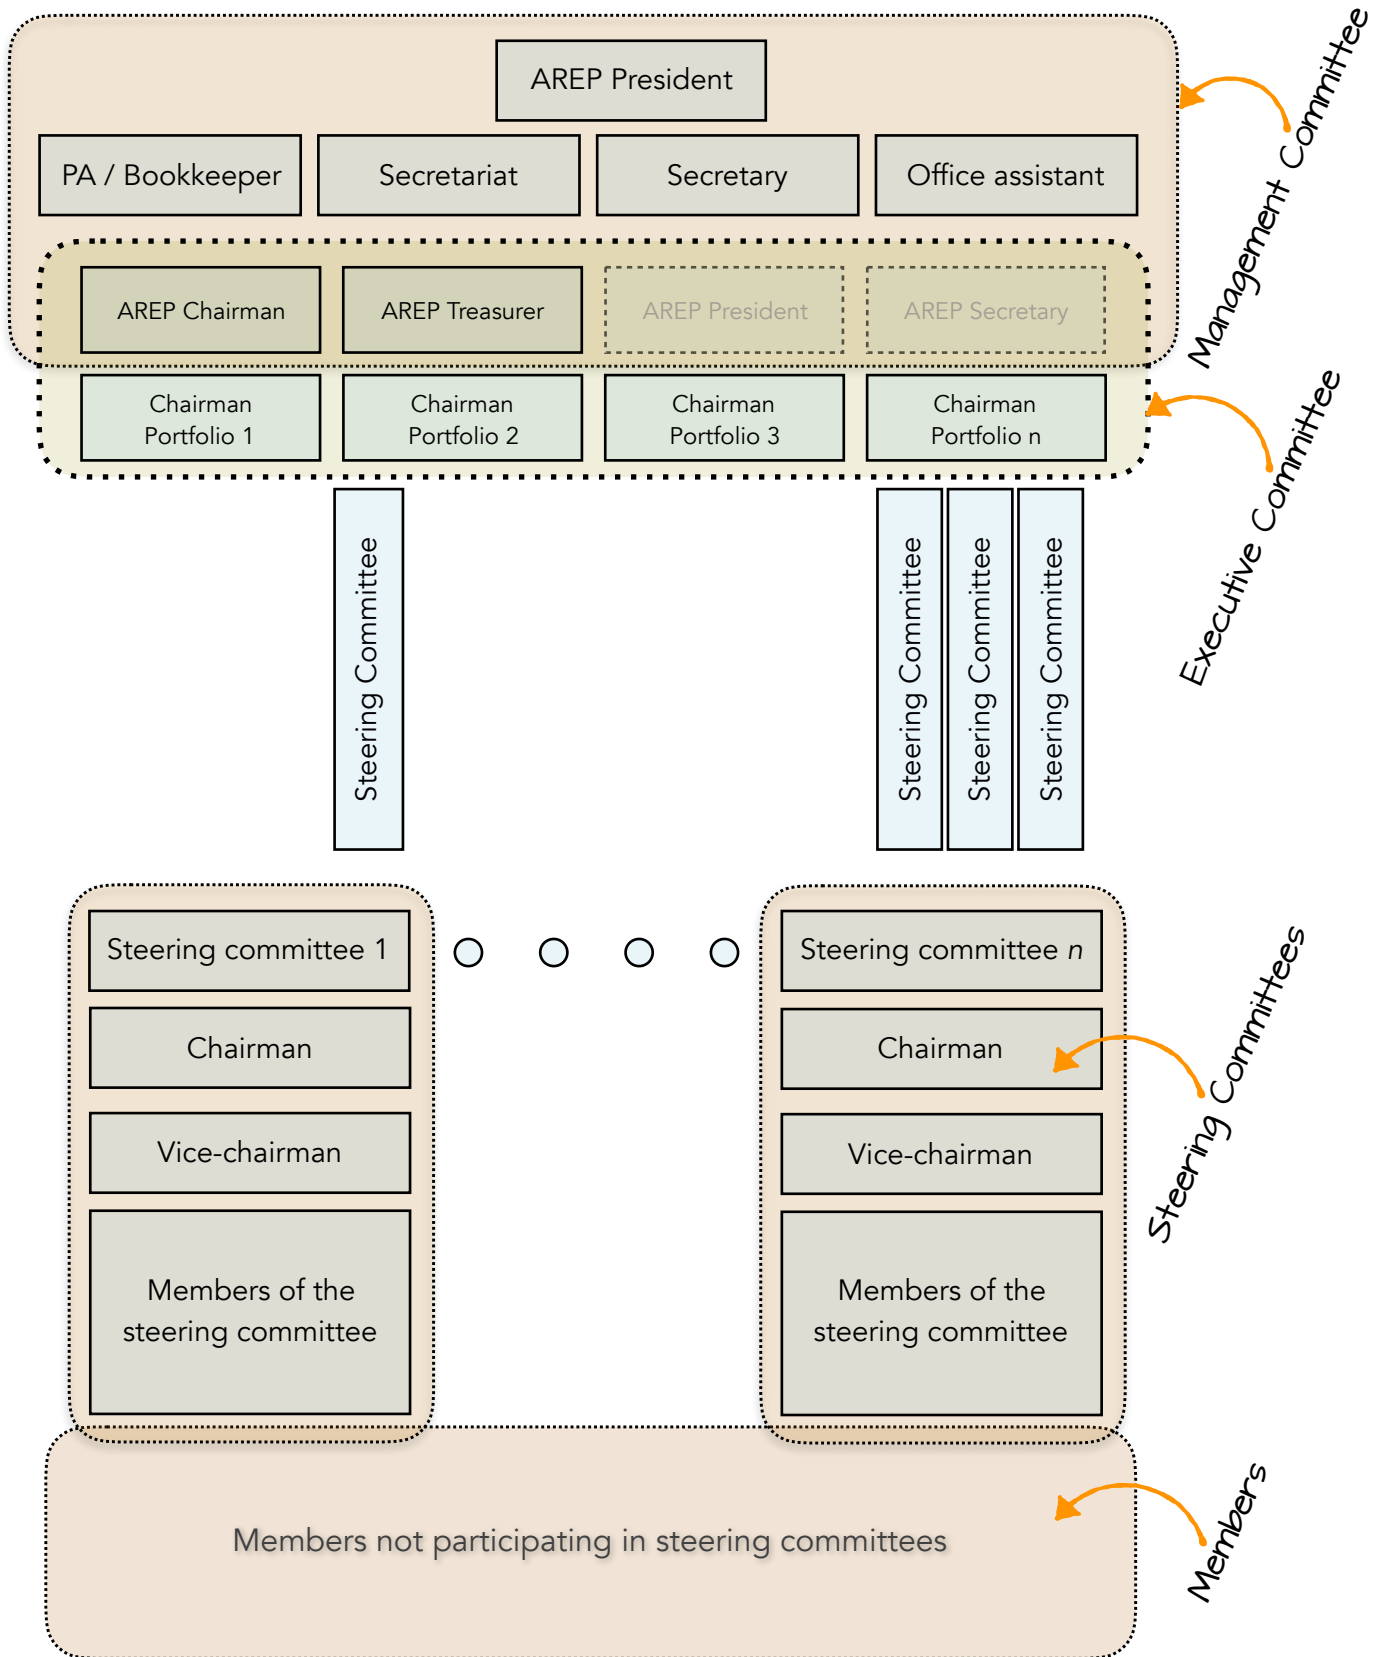 AREP President
Management Committee
PA / Bookkeeper
Secretariat
Secretary
Office assistant
AREP Chairman
AREP Treasurer
AREP President
AREP Secretary
Chairman
Portfolio 1
Chairman
Portfolio 2
Chairman
Portfolio 3
Chairman
Portfolio n
Executive Committee
Steering Committee
Steering Committee
Steering Committee
Steering Committee
Steering committee 1
Steering committee n
Chairman
Chairman
Steering Committees
Vice-chairman
Vice-chairman
Members of the
steering committee
Members of the
steering committee
Members not participating in steering committees
Members